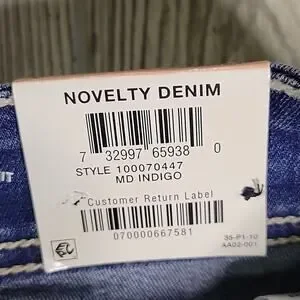 NOVELTY DENIM
7 32997 65938 0
STYLE 100070447
MD INDIGO
Customer Return Label
070000667581
35-P1-10
AA02-001
IT